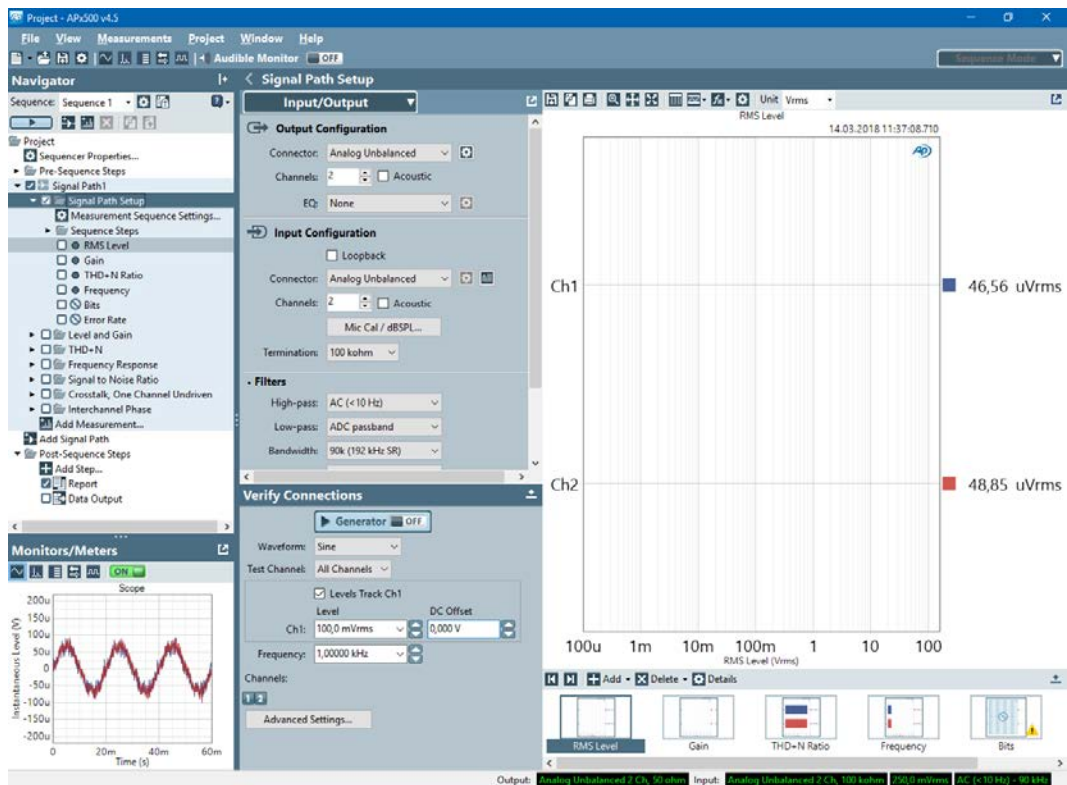 Project - APx500 v4.5
File View Measurements Project Window Help
Audible Monitor OFF
Sequence Mode
Navigator
Sequence: Sequence 1
Project
Sequencer Properties...
Pre-Sequence Steps
Signal Path1
Signal Path Setup
Measurement Sequence Settings...
Sequence Steps
RMS Level
Gain
THD+N Ratio
Frequency
Bits
Error Rate
Level and Gain
THD+N
Frequency Response
Signal to Noise Ratio
Crosstalk, One Channel Undriven
Interchannel Phase
Add Measurement...
Add Signal Path
Post-Sequence Steps
Add Step...
Report
Data Output
Monitors/Meters
ON
Scope
Instantaneous Level (V)
200u
150u
100u
50u
0
-50u
-100u
-150u
-200u
0 20m 40m 60m
Time (s)
Signal Path Setup
Input/Output
Output Configuration
Connector: Analog Unbalanced
Channels: 2 Acoustic
EQ: None
Input Configuration
Loopback
Connector: Analog Unbalanced
Channels: 2 Acoustic
Mic Cal / dBSPL...
Termination: 100 kohm
Filters
High-pass: AC (<10 Hz)
Low-pass: ADC passband
Bandwidth: 90k (192 kHz SR)
Verify Connections
Generator OFF
Waveform: Sine
Test Channel: All Channels
Levels Track Ch1
Level DC Offset
Ch1: 100,0 mVrms 0,000 V
Frequency: 1,00000 kHz
Channels:
1 2
Advanced Settings...
Unit Vrms
RMS Level
14.03.2018 11:37:08.710
AP
Ch1 46,56 uVrms
Ch2 48,85 uVrms
100u 1m 10m 100m 1 10 100
RMS Level (Vrms)
Add Delete Details
RMS Level Gain THD+N Ratio Frequency Bits
Output: Analog Unbalanced 2 Ch, 50 ohm Input: Analog Unbalanced 2 Ch, 100 kohm 250,0 mVrms AC (<10 Hz) - 90 kHz